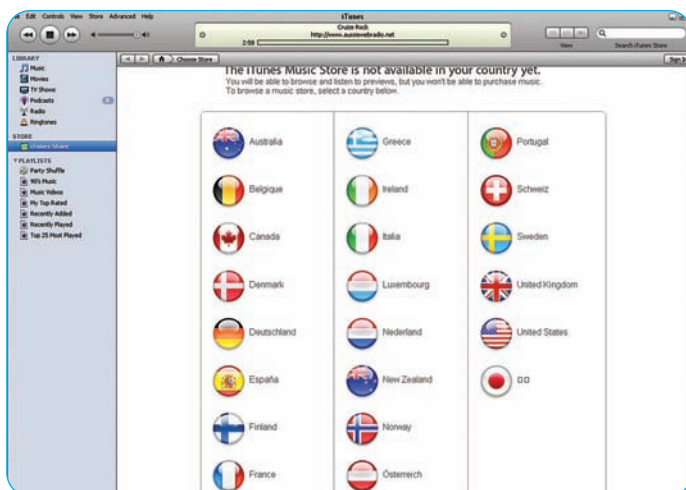 File Edit Controls View Store Advanced Help
iTunes
Cruize Rock
http://www.aussiewebradio.net
2:58
View
Search iTunes Store
LIBRARY
Music
Movies
TV Shows
Podcasts
Radio
Ringtones
STORE
iTunes Store
PLAYLISTS
Party Shuffle
90's Music
Music Videos
My Top Rated
Recently Added
Recently Played
Top 25 Most Played
Choose Store
Sign In
The iTunes Music Store is not available in your country yet.
You will be able to browse and listen to previews, but you won't be able to purchase music.
To browse a music store, select a country below.
Australia
Belgique
Canada
Denmark
Deutschland
España
Finland
France
Greece
Ireland
Italia
Luxembourg
Nederland
New Zealand
Norway
Österreich
Portugal
Schweiz
Sweden
United Kingdom
United States